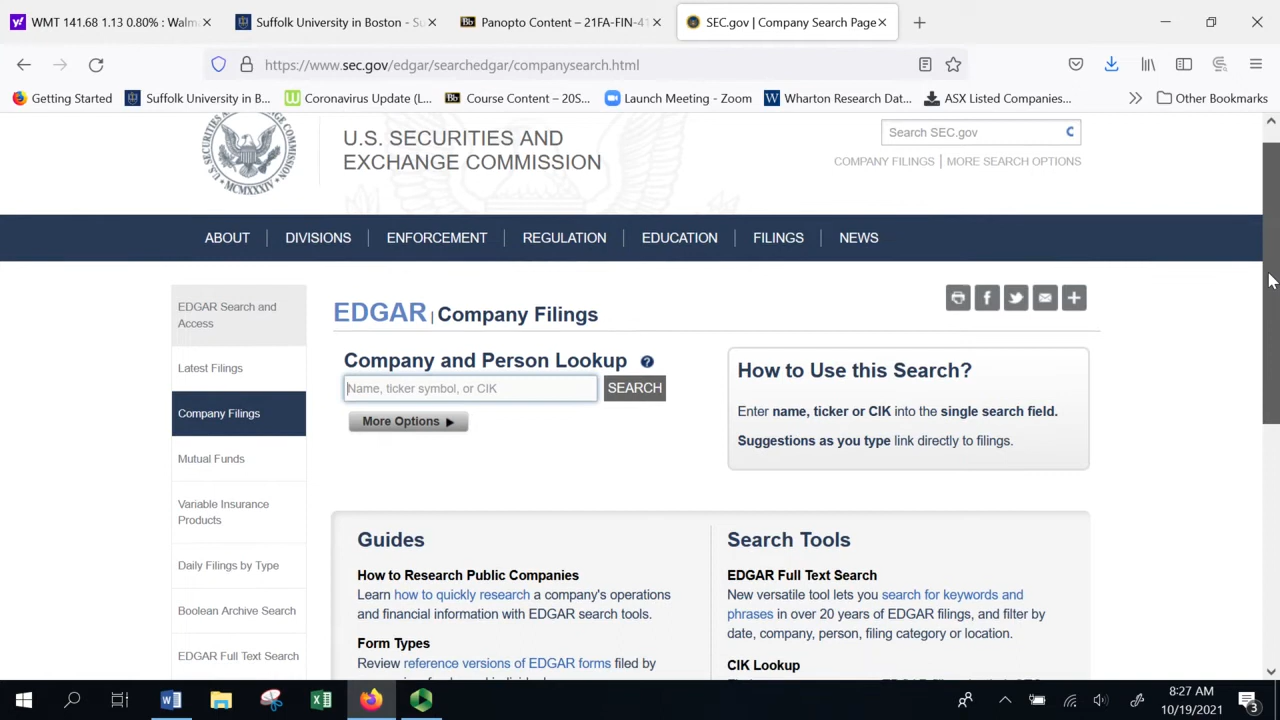 WMT 141.68 1.13 0.80% : Walm
Suffolk University in Boston - Su
Bb Panopto Content – 21FA-FIN-41
SEC.gov | Company Search Page
https://www.sec.gov/edgar/searchedgar/companysearch.html
Getting Started
Suffolk University in B...
Coronavirus Update (L...
Bb Course Content – 20S...
Launch Meeting - Zoom
Wharton Research Dat...
ASX Listed Companies...
Other Bookmarks
U.S. SECURITIES AND
EXCHANGE COMMISSION
Search SEC.gov
COMPANY FILINGS | MORE SEARCH OPTIONS
MCMXXXIV
ABOUT
DIVISIONS
ENFORCEMENT
REGULATION
EDUCATION
FILINGS
NEWS
EDGAR Search and
Access
Latest Filings
Company Filings
Mutual Funds
Variable Insurance
Products
Daily Filings by Type
Boolean Archive Search
EDGAR Full Text Search
EDGAR | Company Filings
Company and Person Lookup ?
Name, ticker symbol, or CIK
SEARCH
More Options
How to Use this Search?
Enter name, ticker or CIK into the single search field.
Suggestions as you type link directly to filings.
Guides
How to Research Public Companies
Learn how to quickly research a company's operations
and financial information with EDGAR search tools.
Form Types
Review reference versions of EDGAR forms filed by
Search Tools
EDGAR Full Text Search
New versatile tool lets you search for keywords and
phrases in over 20 years of EDGAR filings, and filter by
date, company, person, filing category or location.
CIK Lookup
8:27 AM
10/19/2021
3